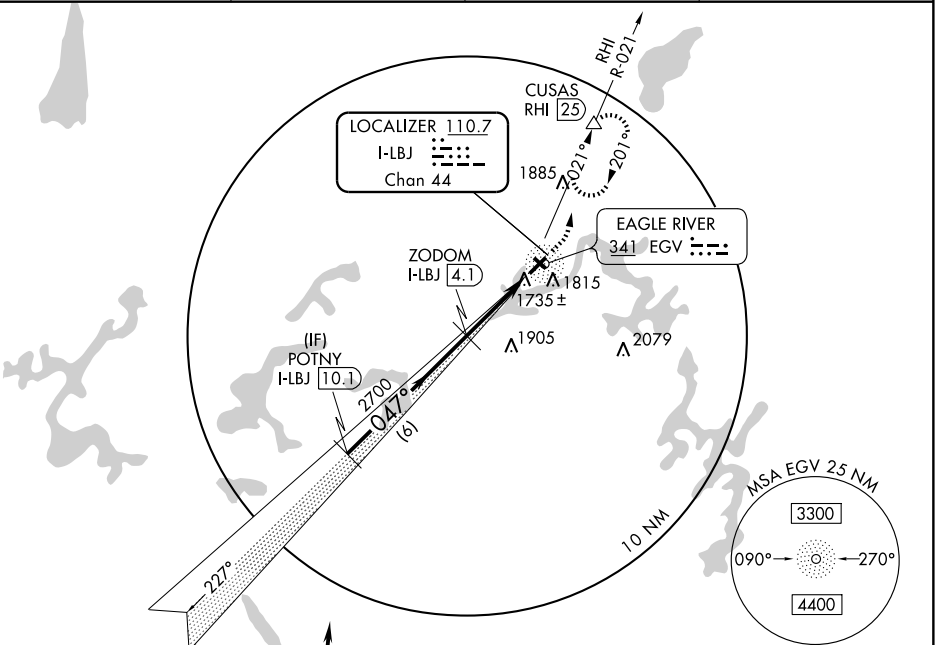 RHI
R-021
CUSAS
RHI 25
LOCALIZER 110.7
I-LBJ
Chan 44
1885
021°
201°
EAGLE RIVER
341 EGV
ZODOM
I-LBJ 4.1
1815
1735 ±
1905
2079
(IF)
POTNY
I-LBJ 10.1
2700
047°
(6)
MSA EGV 25 NM
3300
090°
270°
4400
10 NM
227°